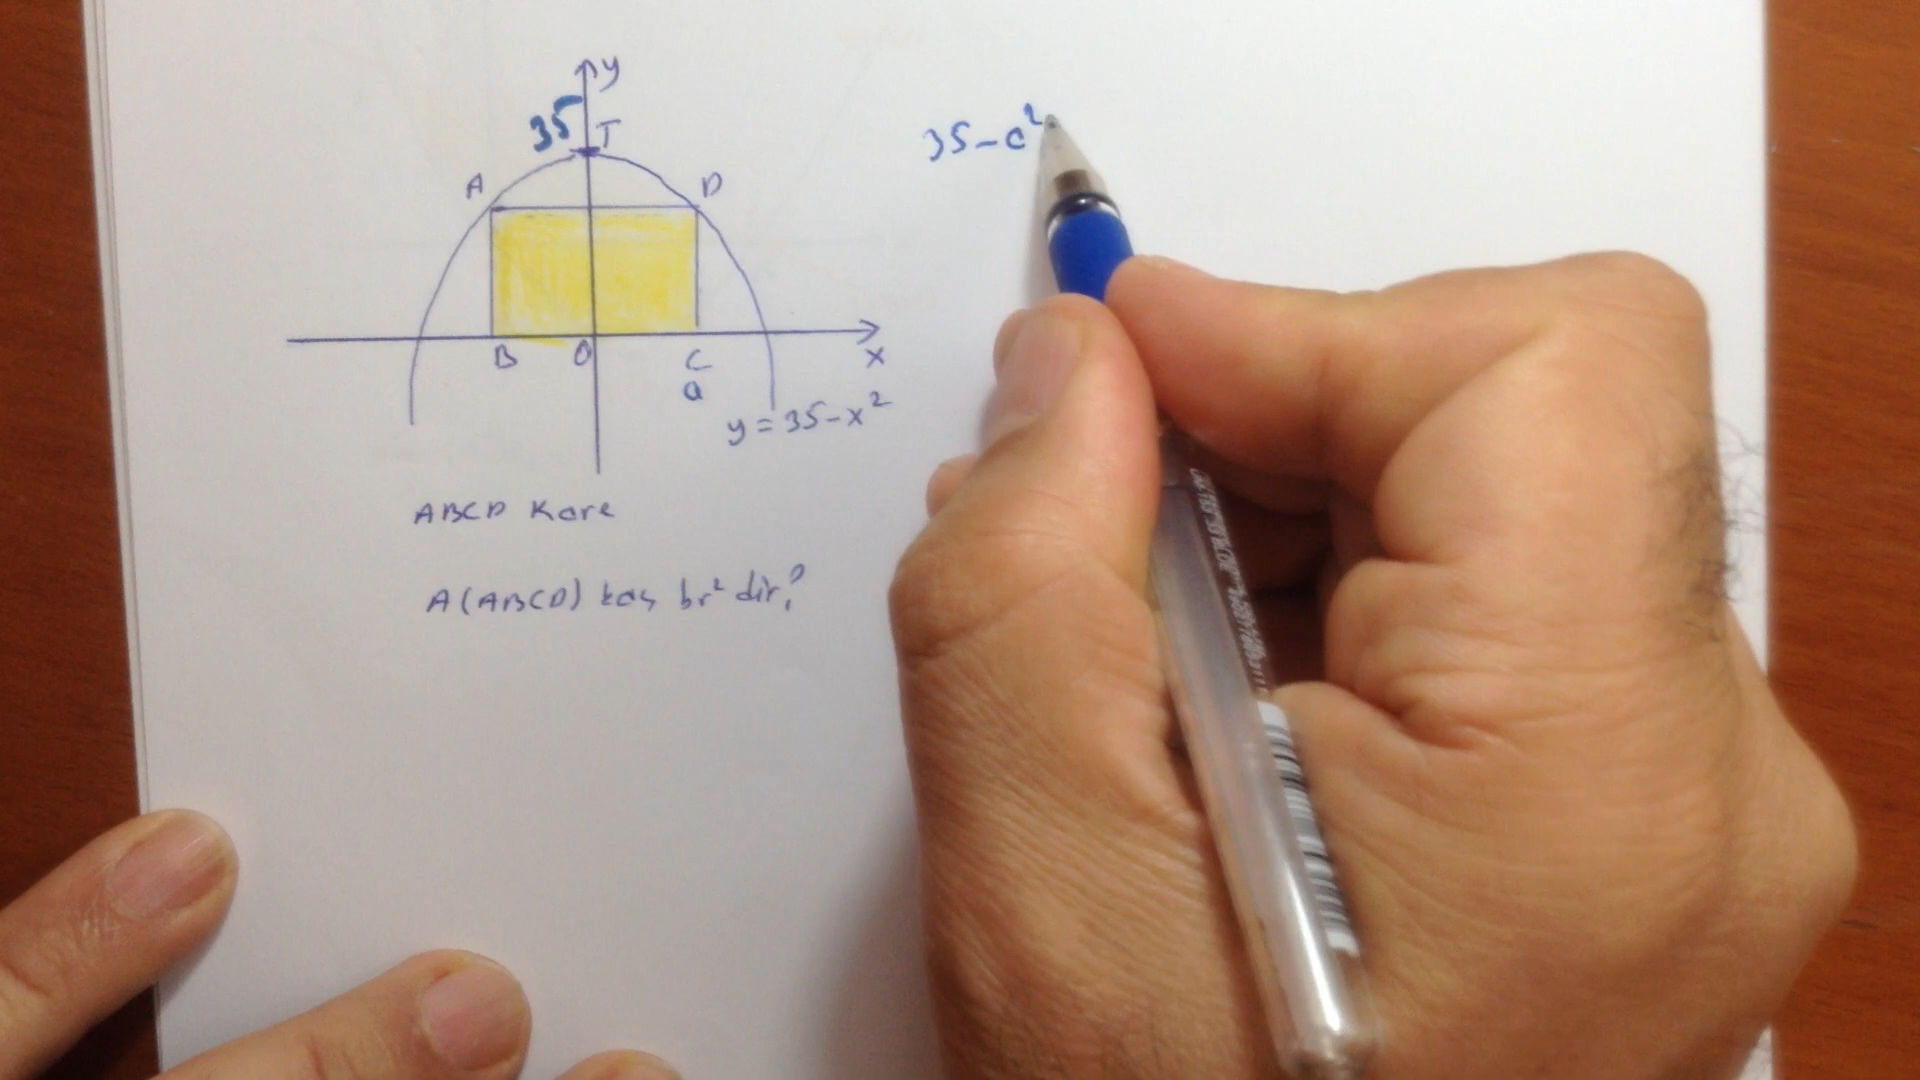 y
35
T
35-a²
A
D
B
O
C
x
a
y=35-x²
ABCD Kare
A(ABCD) kaç br² dir?